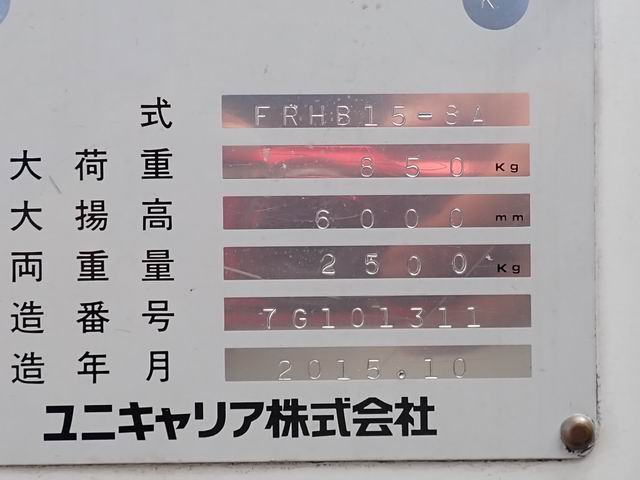 K
式 FRHB15-8A
大荷重 850 Kg
大揚高 6000 mm
両重量 2500 Kg
造番号 7G101311
造年月 2015.10
ユニキャリア株式会社